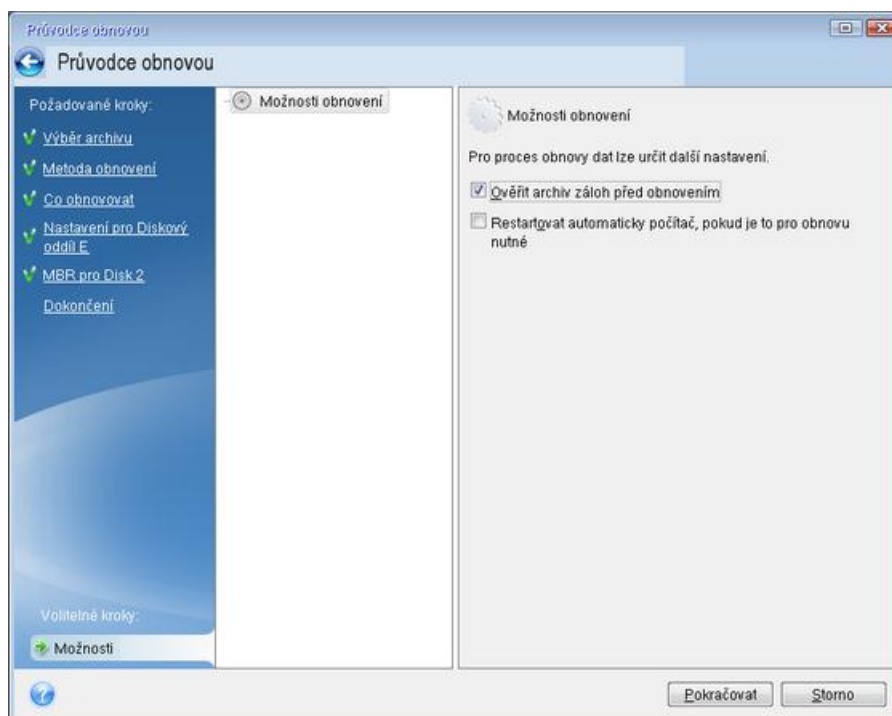 Průvodce obnovou
Průvodce obnovou
Požadované kroky:
Výběr archivu
Metoda obnovení
Co obnovovat
Nastavení pro Diskový
oddíl E
MBR pro Disk 2
Dokončení
Volitelné kroky:
Možnosti
Možnosti obnovení
Možnosti obnovení
Pro proces obnovy dat lze určit další nastavení.
Ověřit archiv záloh před obnovením
Restartovat automaticky počítač, pokud je to pro obnovu
nutné
Pokračovat
Storno